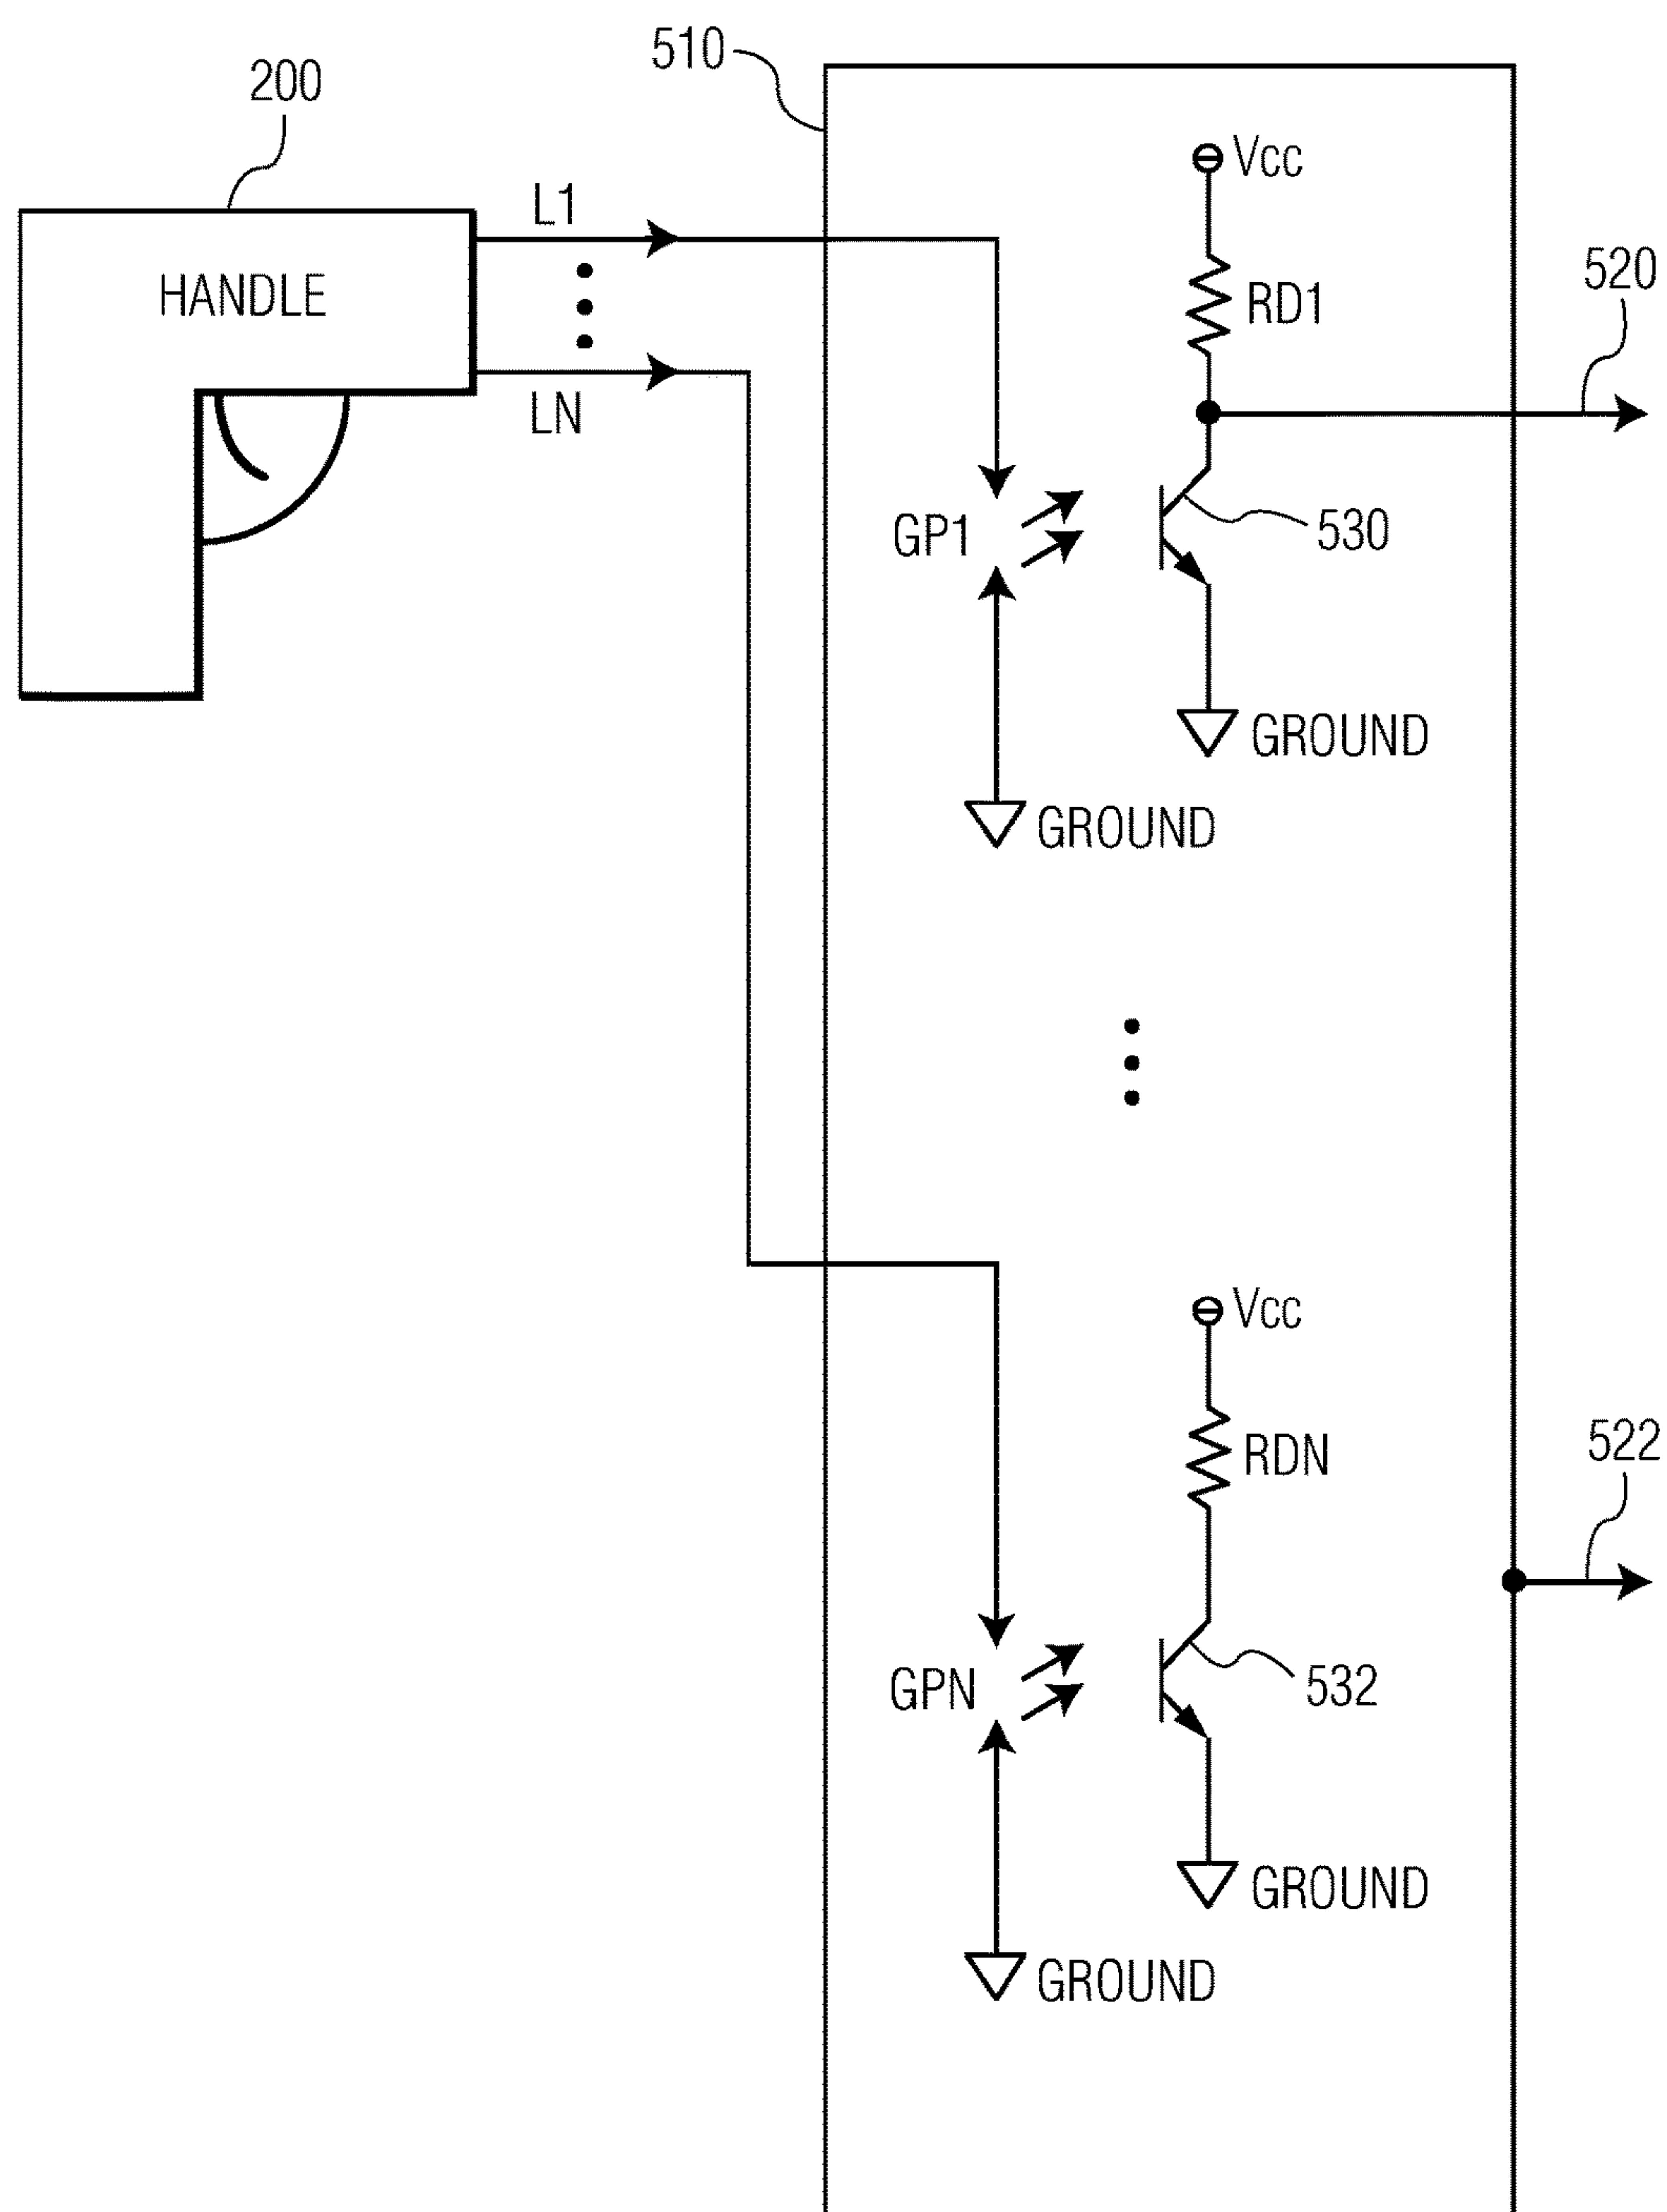 510
200
Vcc
L1
HANDLE
RD1
520
LN
GP1
530
GROUND
GROUND
Vcc
RDN
522
GPN
532
GROUND
GROUND